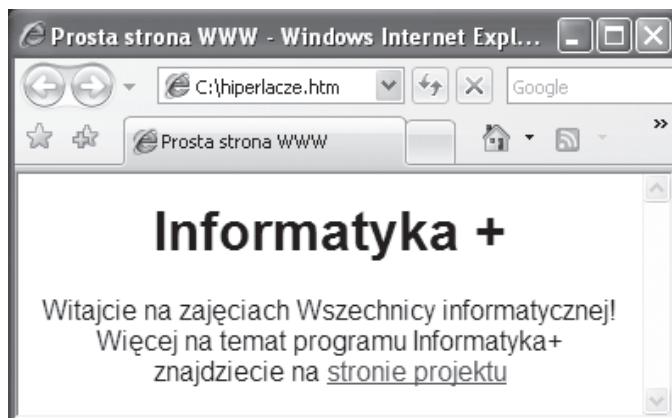 Prosta strona WWW - Windows Internet Expl...
C:\hiperlacze.htm
Google
Prosta strona WWW
»
Informatyka +
Witajcie na zajęciach Wszechnicy informatycznej!
Więcej na temat programu Informatyka+
znajdziecie na stronie projektu